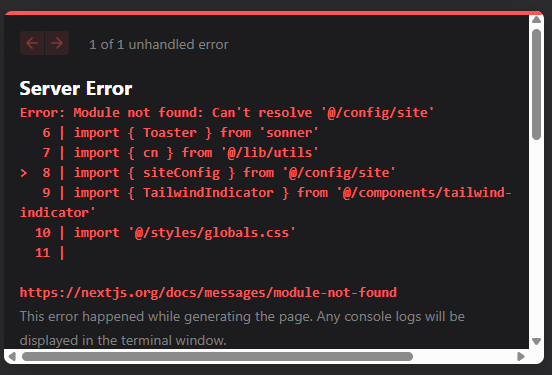 1 of 1 unhandled error
Server Error
Error: Module not found: Can't resolve '@/config/site'
6 | import { Toaster } from 'sonner'
7 | import { cn } from '@/lib/utils'
> 8 | import { siteConfig } from '@/config/site'
9 | import { TailwindIndicator } from '@/components/tailwind-
indicator'
10 | import '@/styles/globals.css'
11 |
https://nextjs.org/docs/messages/module-not-found
This error happened while generating the page. Any console logs will be
displayed in the terminal window.